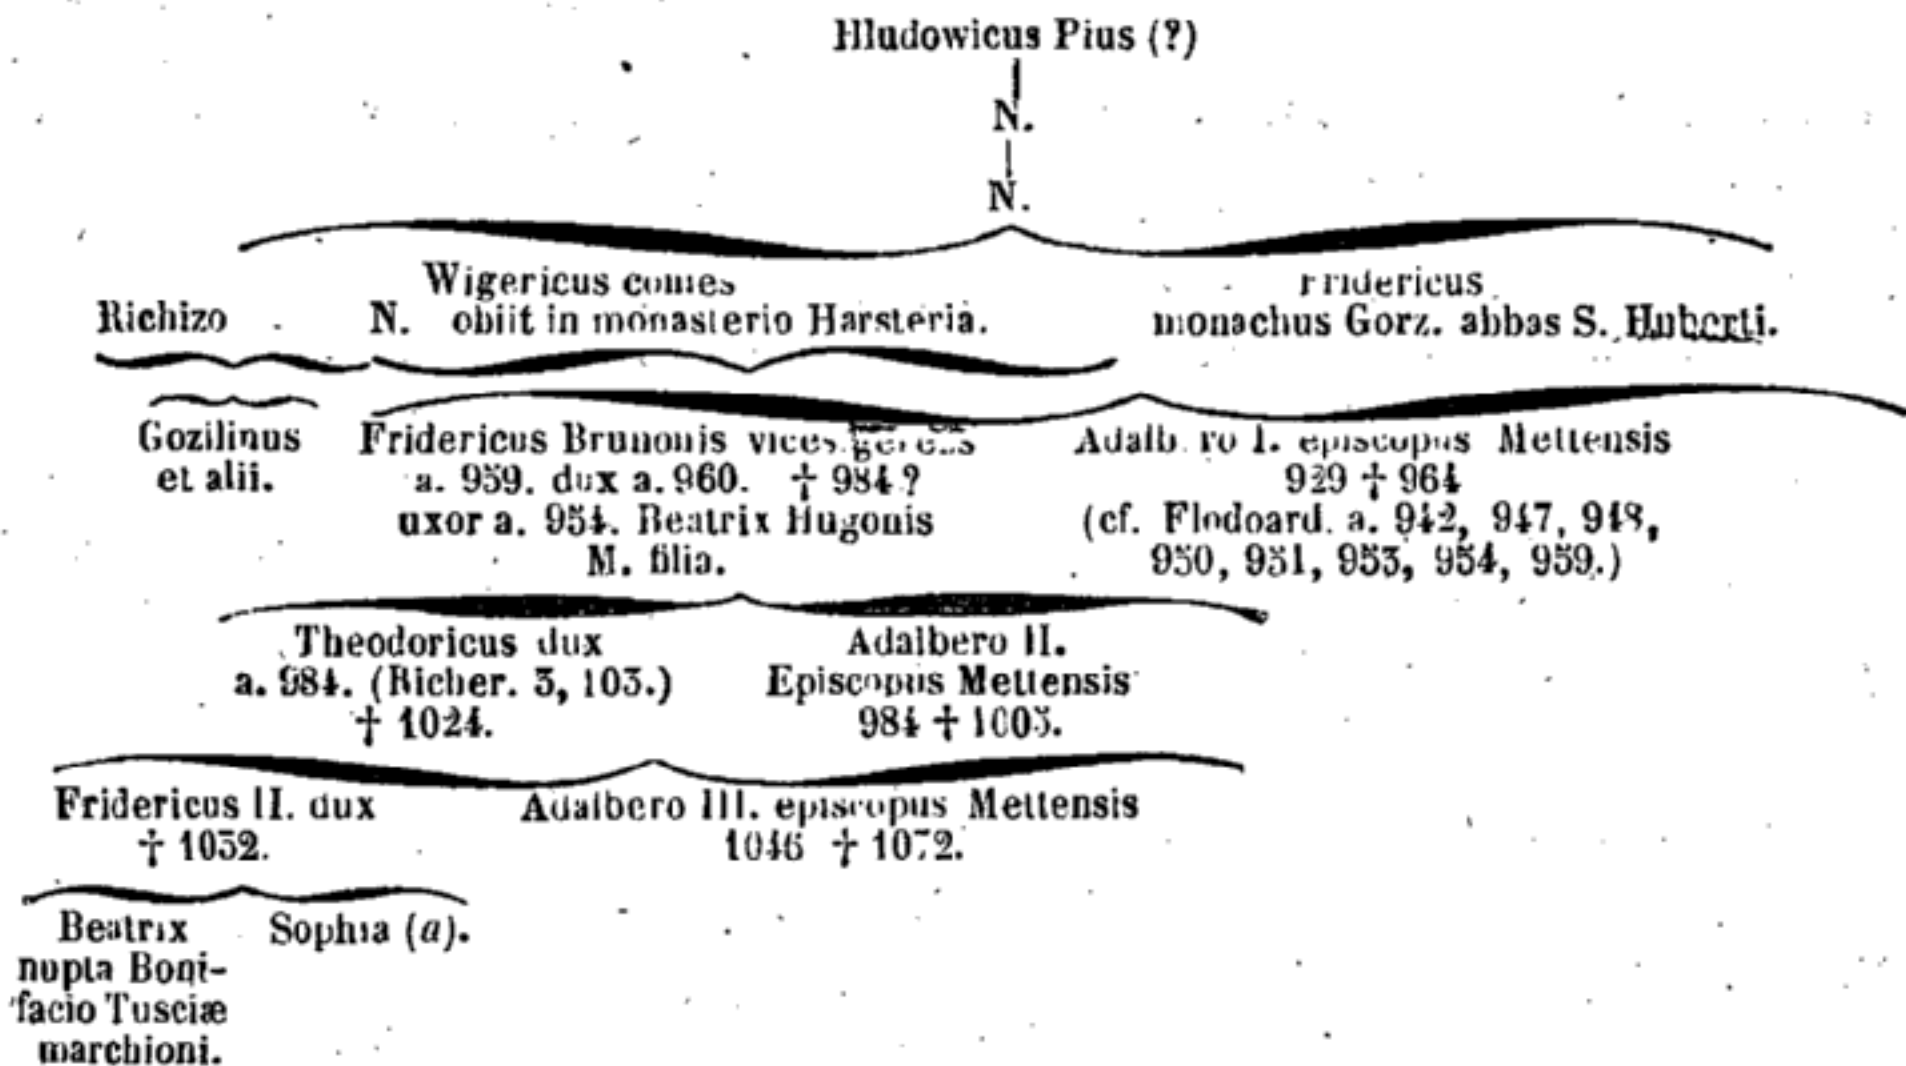 Hludowicus Pius (?)
N.
N.
Wigericus comes
Fridericus
Richizo N. obiit in monasterio Harsteria. monachus Gorz. abbas S. Huberti.
Gozilinus Fridericus Brunonis vices gerens Adalbero I. episcopus Mettensis
et alii. a. 959. dux a. 960. † 984? 929 † 964
uxor a. 954. Beatrix Hugonis (cf. Flodoard. a. 942, 947, 948,
M. filia. 950, 951, 953, 954, 959.)
Theodoricus dux Adalbero II.
a. 984. (Richer. 3, 103.) Episcopus Mettensis
† 1024. 984 † 1005.
Fridericus II. dux Adalbero III. episcopus Mettensis
† 1032. 1046 † 1072.
Beatrix Sophia (a).
nupta Boni-
facio Tusciæ
marchioni.